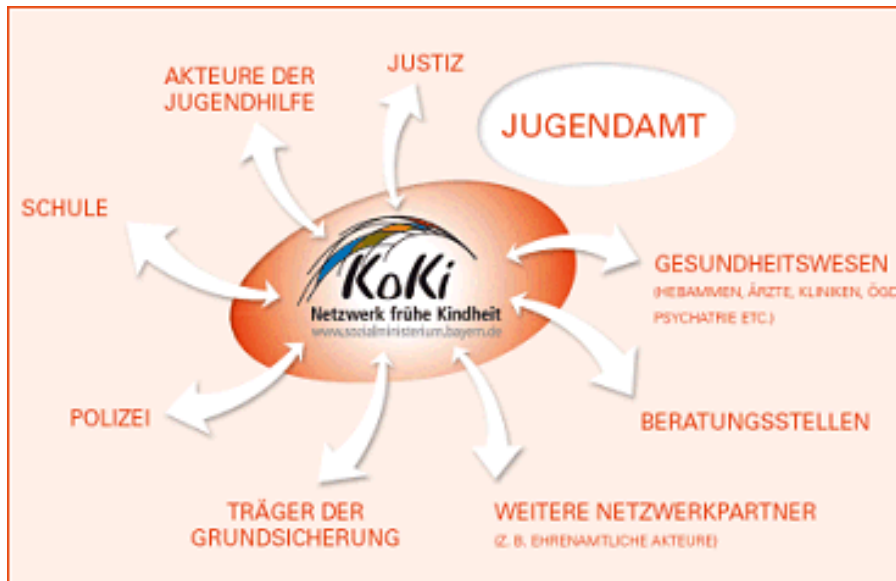 AKTEURE DER
JUGENDHILFE
JUSTIZ
JUGENDAMT
SCHULE
KoKi
Netzwerk frühe Kindheit
www.sozialministerium.bayern.de
GESUNDHEITSWESEN
(HEBAMMEN, ÄRZTE, KLINIKEN, ÖGD
PSYCHATRIE ETC.)
POLIZEI
BERATUNGSSTELLEN
TRÄGER DER
GRUNDSICHERUNG
WEITERE NETZWERKPARTNER
(Z. B. EHRENAMTLICHE AKTEURE)